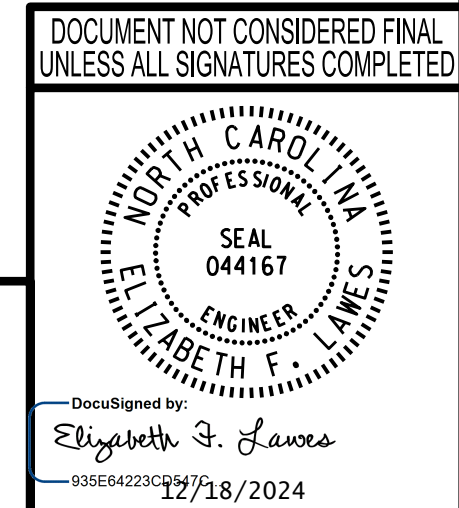 DOCUMENT NOT CONSIDERED FINAL
UNLESS ALL SIGNATURES COMPLETED
NORTH CAROLINA
PROFESSIONAL
SEAL
044167
ENGINEER
ELIZABETH F. LAWES
DocuSigned by:
Elizabeth F. Lawes
935E64223CD547C...
12/18/2024